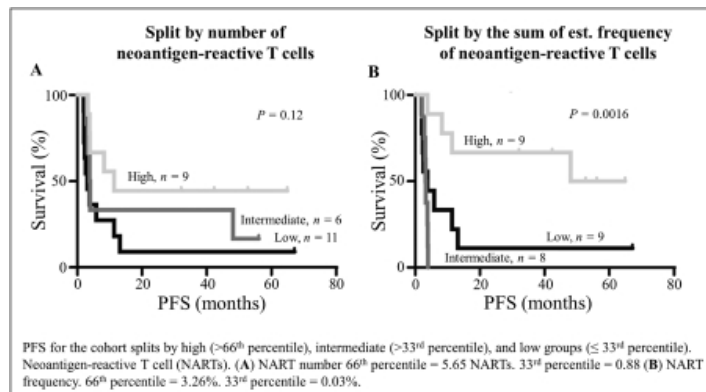 Split by number of
neoantigen-reactive T cells
Split by the sum of est. frequency
of neoantigen-reactive T cells
A
B
100
50
0
Survival (%)
P = 0.12
High, n = 9
Intermediate, n = 6
Low, n = 11
0 20 40 60 80
PFS (months)
100
50
0
Survival (%)
P = 0.0016
High, n = 9
Low, n = 9
Intermediate, n = 8
0 20 40 60 80
PFS (months)
PFS for the cohort splits by high (>66th percentile), intermediate (>33rd percentile), and low groups (≤ 33rd percentile).
Neoantigen-reactive T cell (NARTs). (A) NART number 66th percentile = 5.65 NARTs. 33rd percentile = 0.88 (B) NART
frequency. 66th percentile = 3.26%. 33rd percentile = 0.03%.